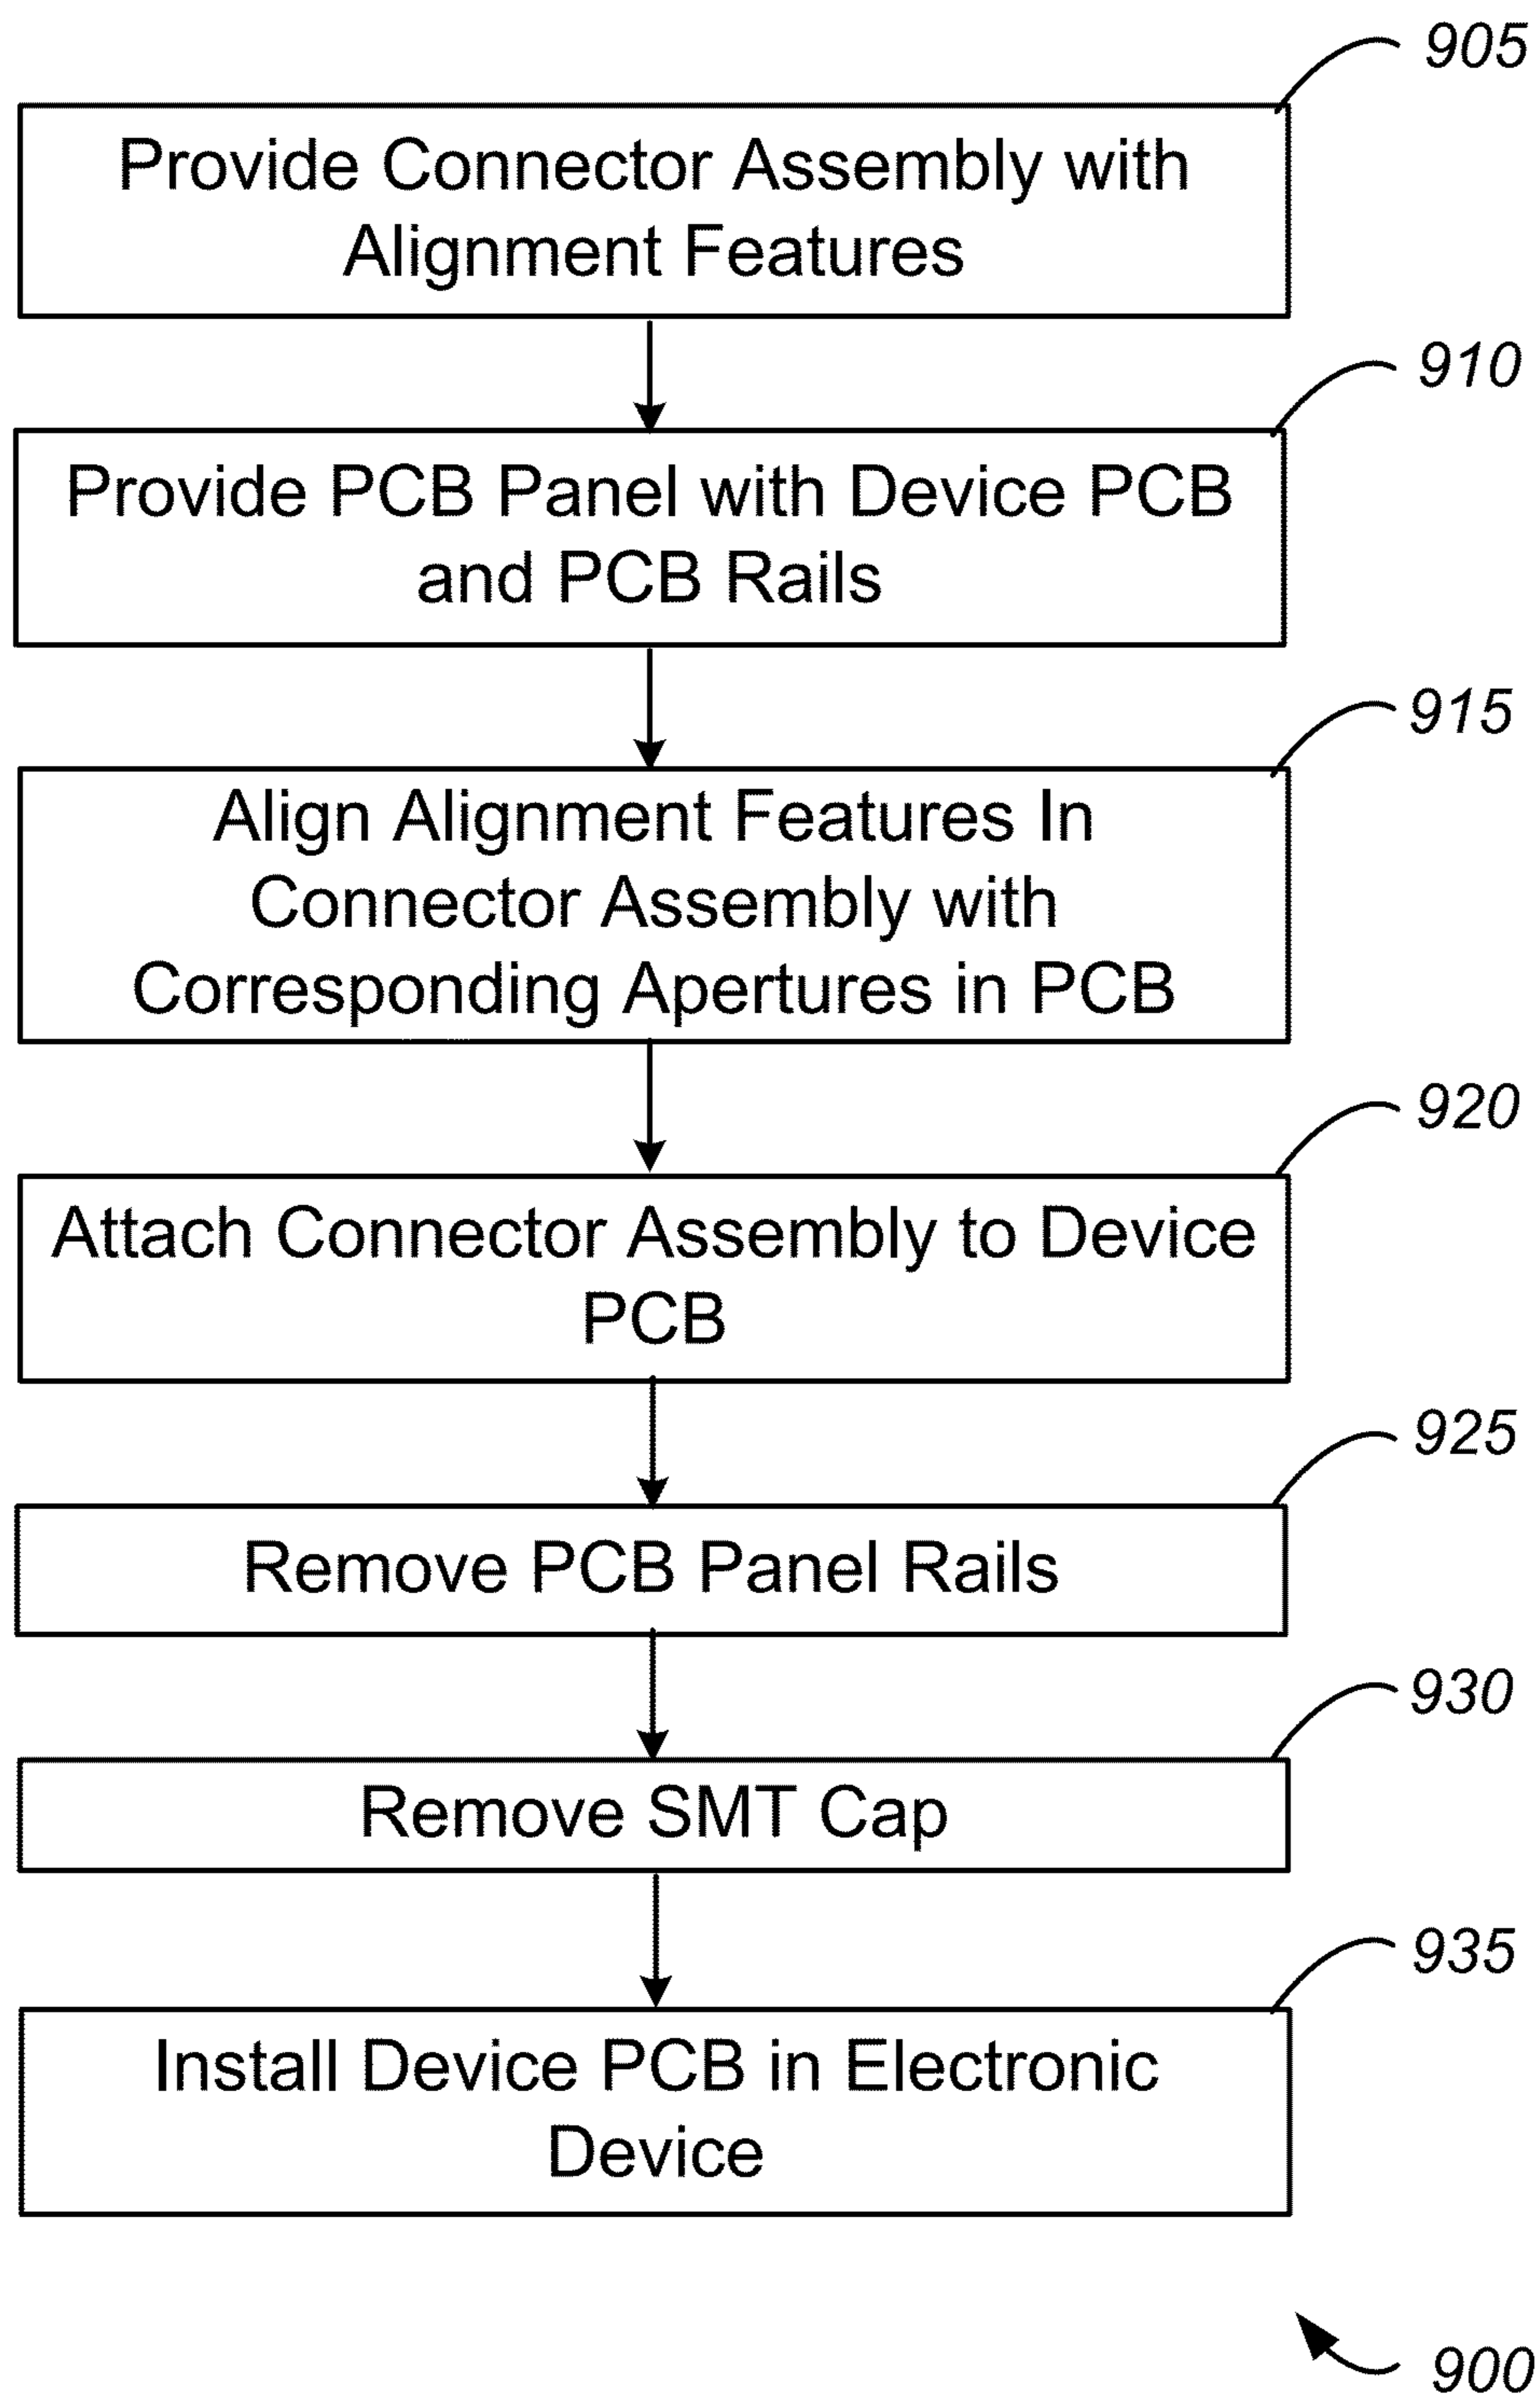 905
Provide Connector Assembly with
Alignment Features
910
Provide PCB Panel with Device PCB
and PCB Rails
915
Align Alignment Features In
Connector Assembly with
Corresponding Apertures in PCB
920
Attach Connector Assembly to Device
PCB
925
Remove PCB Panel Rails
930
Remove SMT Cap
935
Install Device PCB in Electronic
Device
900